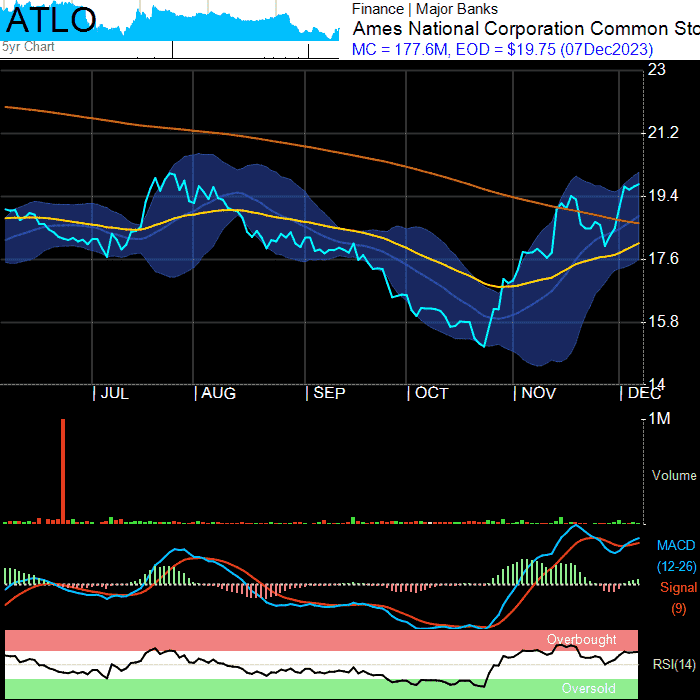 ATLO
5yr Chart
Finance | Major Banks
Ames National Corporation Common Sto
MC = 177.6M, EOD = $19.75 (07Dec2023)
23
21.2
19.4
17.6
15.8
14
| JUL | AUG | SEP | OCT | NOV | DEC
1M
Volume
MACD
(12-26)
Signal
(9)
Overbought
RSI(14)
Oversold